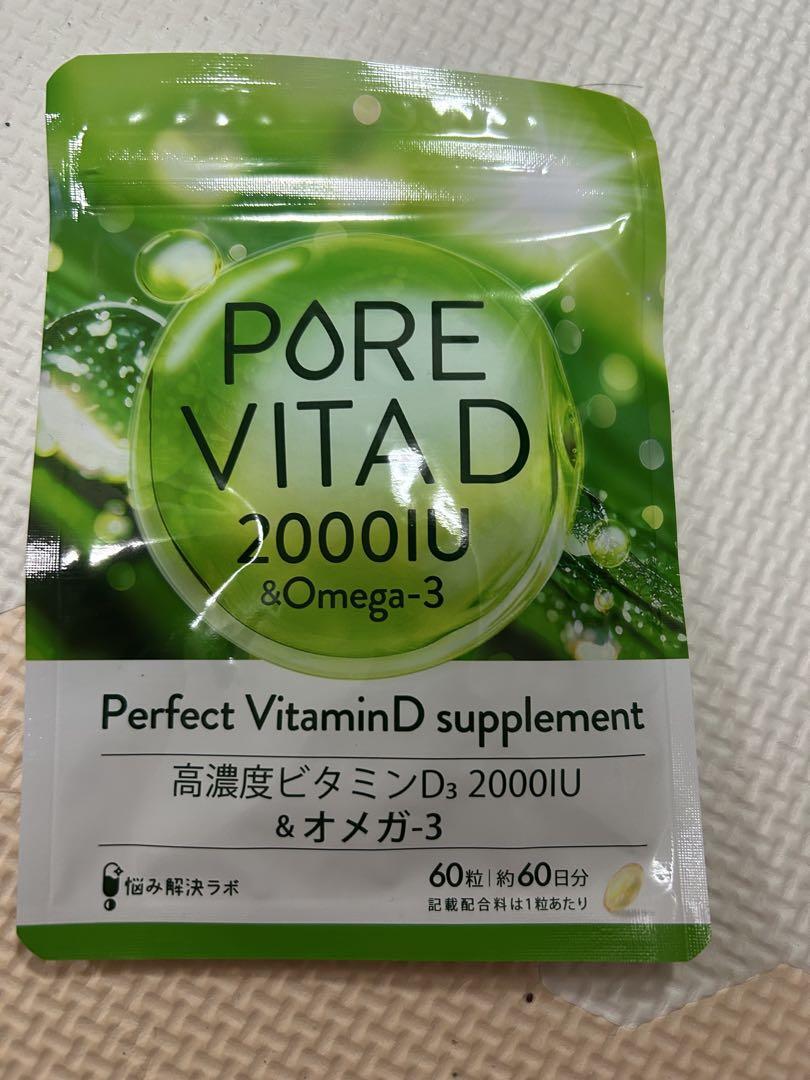 PORE
VITA D
2000IU
&Omega-3
Perfect VitaminD supplement
高濃度ビタミンD₃ 2000IU
& オメガ-3
悩み解決ラボ
60粒 | 約60日分
記載配合料は1粒あたり